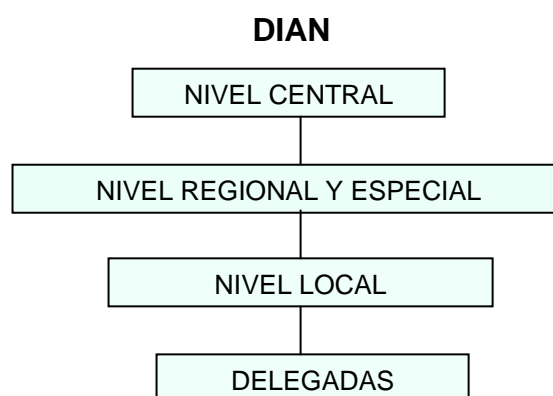 DIAN
NIVEL CENTRAL
NIVEL REGIONAL Y ESPECIAL
NIVEL LOCAL
DELEGADAS